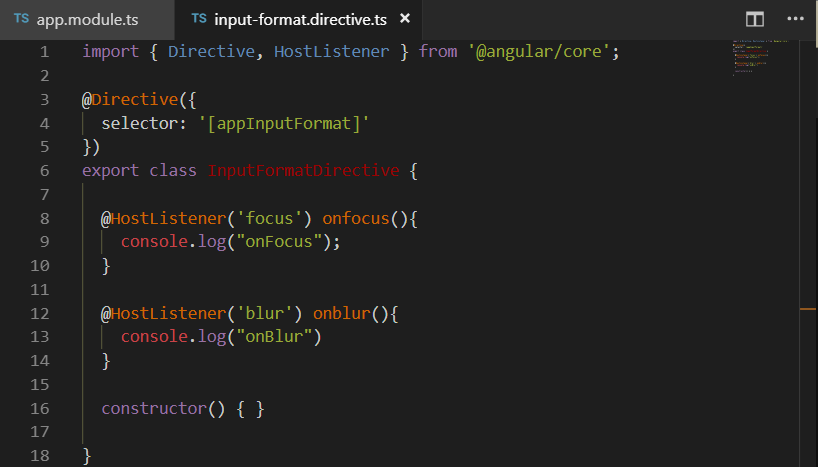 TS app.module.ts TS input-format.directive.ts ×
1 import { Directive, HostListener } from '@angular/core';
2
3 @Directive({
4 selector: '[appInputFormat]'
5 })
6 export class InputFormatDirective {
7
8 @HostListener('focus') onfocus(){
9 console.log("onFocus");
10 }
11
12 @HostListener('blur') onblur(){
13 console.log("onBlur")
14 }
15
16 constructor() { }
17
18 }